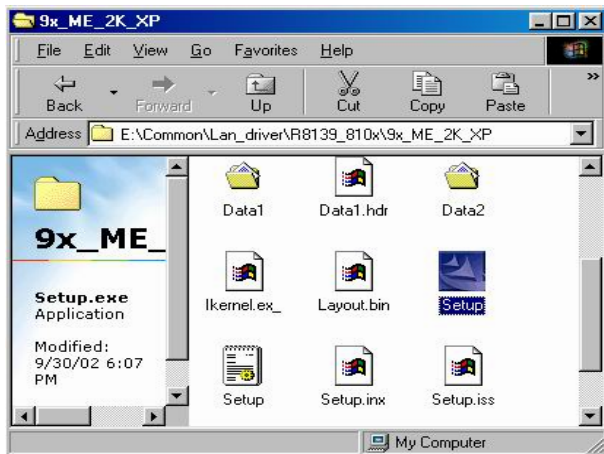 9x_ME_2K_XP
File Edit View Go Favorites Help
Back Forward Up Cut Copy Paste »
Address E:\Common\Lan_driver\R8139_810x\9x_ME_2K_XP
9x_ME_
Setup.exe
Application
Modified:
9/30/02 6:07
PM
Data1 Data1.hdr Data2
Ikernel.ex_ Layout.bin Setup
Setup Setup.inx Setup.iss
My Computer